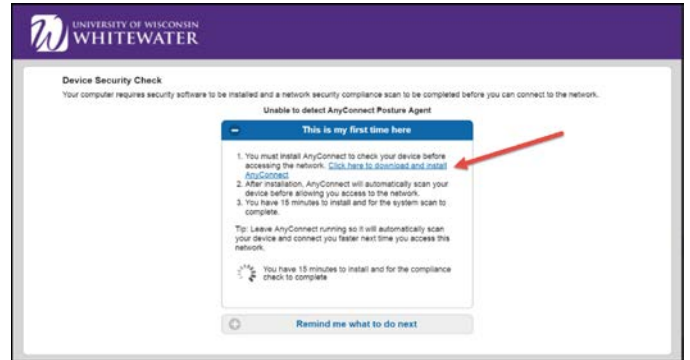 UNIVERSITY OF WISCONSIN
WHITEWATER
Device Security Check
Your computer requires security software to be installed and a network security compliance scan to be completed before you can connect to the network.
Unable to detect AnyConnect Posture Agent
This is my first time here
1. You must install AnyConnect to check your device before
accessing the network. Click here to download and install
AnyConnect
2. After installation, AnyConnect will automatically scan your
device before allowing you access to the network.
3. You have 15 minutes to install and for the system scan to
complete.
Tip: Leave AnyConnect running so it will automatically scan
your device and connect you faster next time you access this
network.
You have 15 minutes to install and for the compliance
check to complete
Remind me what to do next